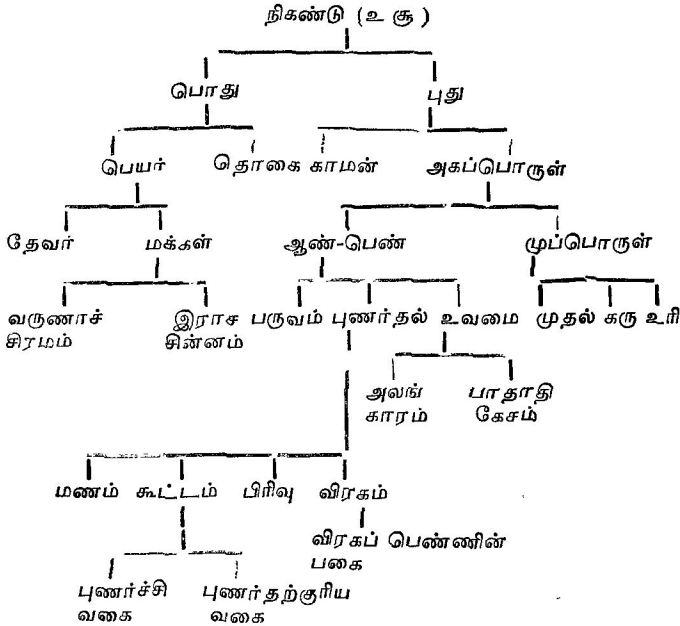 நிகண்டு (உ சூ )
பொது புது
பெயர் தொகை காமன் அகப்பொருள்
தேவர் மக்கள் ஆண்-பெண் முப்பொருள்
வருணாச் சிரமம் இராச சின்னம் பருவம் புணர்தல் உவமை முதல் கரு உரி
அலங் காரம் பாதாதி கேசம்
மணம் கூட்டம் பிரிவு விரகம்
விரகப் பெண்ணின்
பகை
புணர்ச்சி புணர்தற்குரிய
வகை வகை